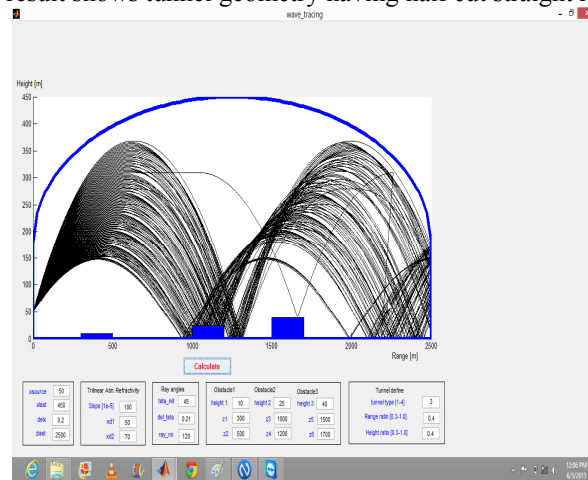 result shows tunnel geometry having half cut straight
wave_tracing
Height [m]
450
400
350
300
250
200
150
100
50
0
0 500 1000 1500 2000 2500
Range [m]
Calculate
xsource 50
xlast 450
delx 0.2
zlast 2500
Trilinear Atm. Refractivity
Slope [1e-5] 100
xd1 50
xd2 70
Ray angles
45
0.21
ray_no 120
Obstacle1 Obstacle2 Obstacle3
height 1 10 height 2 25 height 3 40
z1 300 z3 1000 z5 1500
z2 500 z4 1200 z6 1700
Tunnel define
tunnel type [1-4] 3
Range ratio [0.3-1.0] 0.4
Height ratio [0.3-1.0] 0.4
12:06 PM
6/5/2015